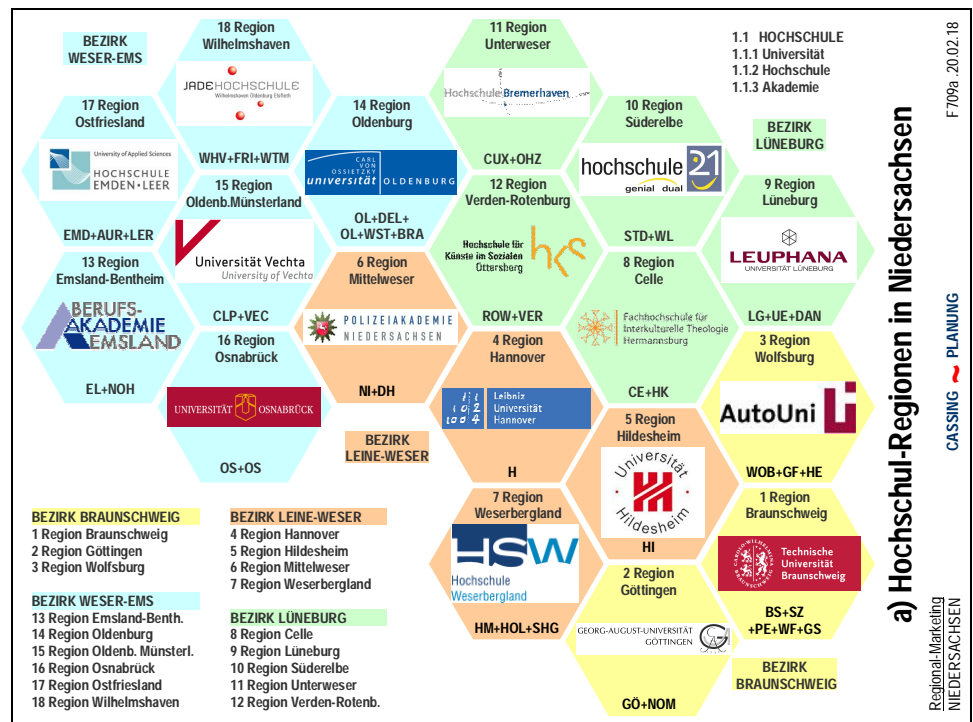 BEZIRK
WESER-EMS
18 Region
Wilhelmshaven
JADEHOCHSCHULE
Wilhelmshaven Oldenburg Elsfleth
WHV+FRI+WTM
11 Region
Unterweser
Hochschule Bremerhaven
CUX+OHZ
1.1 HOCHSCHULE
1.1.1 Universität
1.1.2 Hochschule
1.1.3 Akademie
17 Region
Ostfriesland
University of Applied Sciences
HOCHSCHULE
EMDEN•LEER
EMD+AUR+LER
14 Region
Oldenburg
CARL
VON
OSSIETZKY
universität OLDENBURG
OL+DEL+
OL+WST+BRA
10 Region
Süderelbe
hochschule 21
genial dual
STD+WL
BEZIRK
LÜNEBURG
15 Region
Oldenb.Münsterland
Universität Vechta
University of Vechta
CLP+VEC
12 Region
Verden-Rotenburg
Hochschule für
Künste im Sozialen
Ottersberg
hks
ROW+VER
9 Region
Lüneburg
LEUPHANA
UNIVERSITÄT LÜNEBURG
LG+UE+DAN
13 Region
Emsland-Bentheim
BERUFS-
AKADEMIE
EMSLAND
EL+NOH
6 Region
Mittelweser
POLIZEIAKADEMIE
NIEDERSACHSEN
NI+DH
8 Region
Celle
Fachhochschule für
Interkulturelle Theologie
Hermannsburg
CE+HK
16 Region
Osnabrück
UNIVERSITÄT OSNABRÜCK
OS+OS
4 Region
Hannover
Leibniz
Universität
Hannover
H
3 Region
Wolfsburg
AutoUni
WOB+GF+HE
BEZIRK
LEINE-WESER
5 Region
Hildesheim
Universität
Hildesheim
HI
7 Region
Weserbergland
HSW
Hochschule
Weserbergland
HM+HOL+SHG
1 Region
Braunschweig
CAROLO-WILHELMINA
BRAUNSCHWEIG
Technische
Universität
Braunschweig
BS+SZ
+PE+WF+GS
2 Region
Göttingen
GEORG-AUGUST-UNIVERSITÄT
GÖTTINGEN
GÖ+NOM
BEZIRK
BRAUNSCHWEIG
BEZIRK BRAUNSCHWEIG
1 Region Braunschweig
2 Region Göttingen
3 Region Wolfsburg
BEZIRK LEINE-WESER
4 Region Hannover
5 Region Hildesheim
6 Region Mittelweser
7 Region Weserbergland
BEZIRK WESER-EMS
13 Region Emsland-Benth.
14 Region Oldenburg
15 Region Oldenb. Münsterl.
16 Region Osnabrück
17 Region Ostfriesland
18 Region Wilhelmshaven
BEZIRK LÜNEBURG
8 Region Celle
9 Region Lüneburg
10 Region Süderelbe
11 Region Unterweser
12 Region Verden-Rotenb.
a) Hochschul-Regionen in Niedersachsen
Regional-Marketing
NIEDERSACHSEN
CASSING ~ PLANUNG
F709a .20.02.18